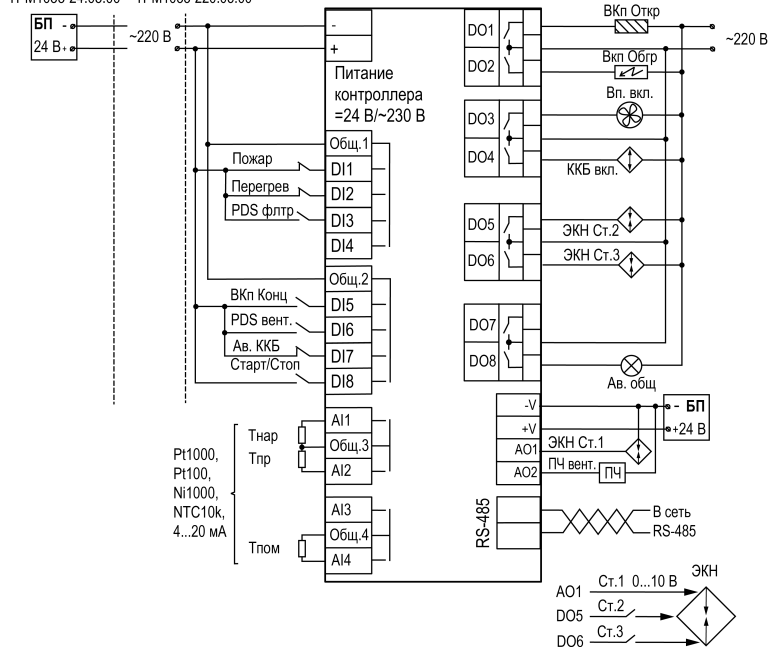 БП - ~220 В
24 В+
-
+
Питание
контроллера
=24 В/~230 В
Общ.1
Пожар DI1
Перегрев DI2
PDS флтр DI3
DI4
Общ.2
ВКп Конц DI5
PDS вент. DI6
Ав. ККБ DI7
Старт/Стоп DI8
AI1
Тнар
Общ.3
Тпр
AI2
Pt1000,
Pt100,
Ni1000,
NTC10k,
4...20 мА
AI3
Общ.4
Тпом
AI4
ВКп Откр
DO1
~220 В
DO2
Вкп Обгр
Вп. вкл.
DO3
DO4
ККБ вкл.
DO5
ЭКН Ст.2
DO6
ЭКН Ст.3
DO7
DO8
Ав. общ
-V - БП
+V +24 В
AO1 ЭКН Ст.1
AO2 ПЧ вент. ПЧ
RS-485
В сеть
RS-485
ЭКН
AO1 Ст.1 0...10 В
DO5 Ст.2
DO6 Ст.3